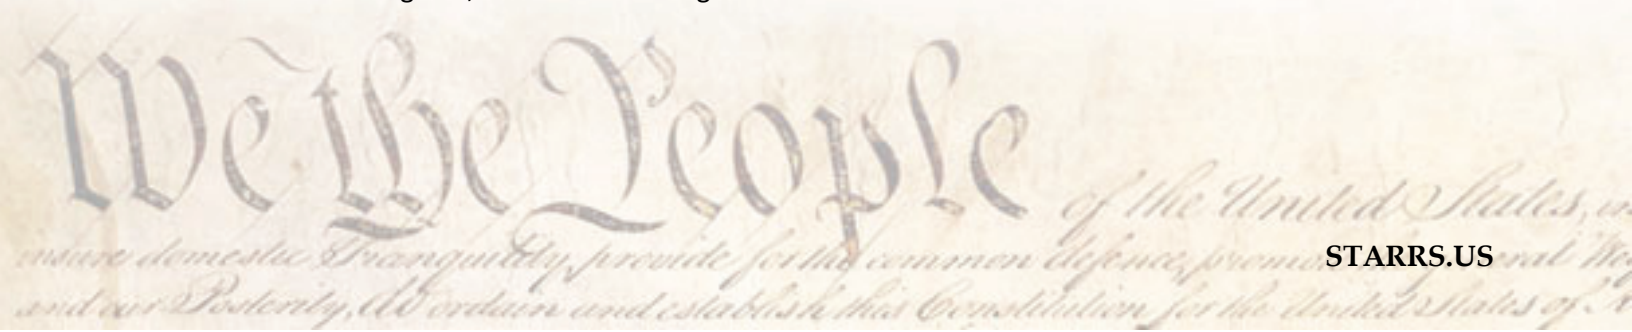 We the People of the United States,
insure domestic Tranquility, provide for the common defence,
STARRS.US
and our Posterity, do ordain and establish this Constitution for the United States of